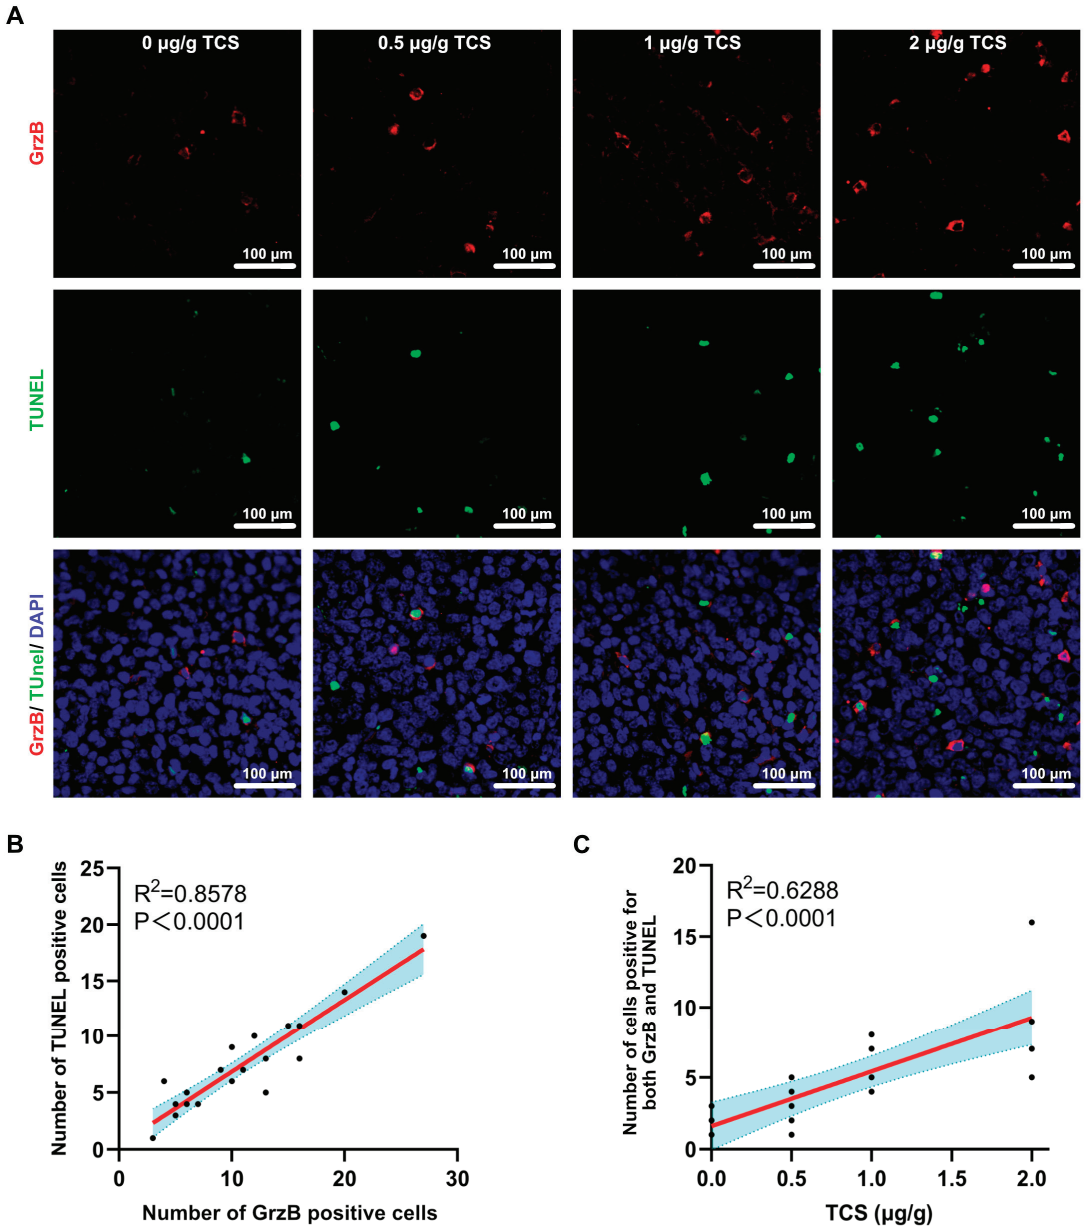 A
0 µg/g TCS
0.5 µg/g TCS
1 µg/g TCS
2 µg/g TCS
GrzB
100 µm
100 µm
100 µm
100 µm
TUNEL
100 µm
100 µm
100 µm
100 µm
GrzB/ TUnel/ DAPI
100 µm
100 µm
100 µm
100 µm
B
Number of TUNEL positive cells
25
20
15
10
5
0
R²=0.8578
P<0.0001
0
10
20
30
Number of GrzB positive cells
C
Number of cells positive for
both GrzB and TUNEL
20
15
10
5
0
R²=0.6288
P<0.0001
0.0
0.5
1.0
1.5
2.0
TCS (µg/g)